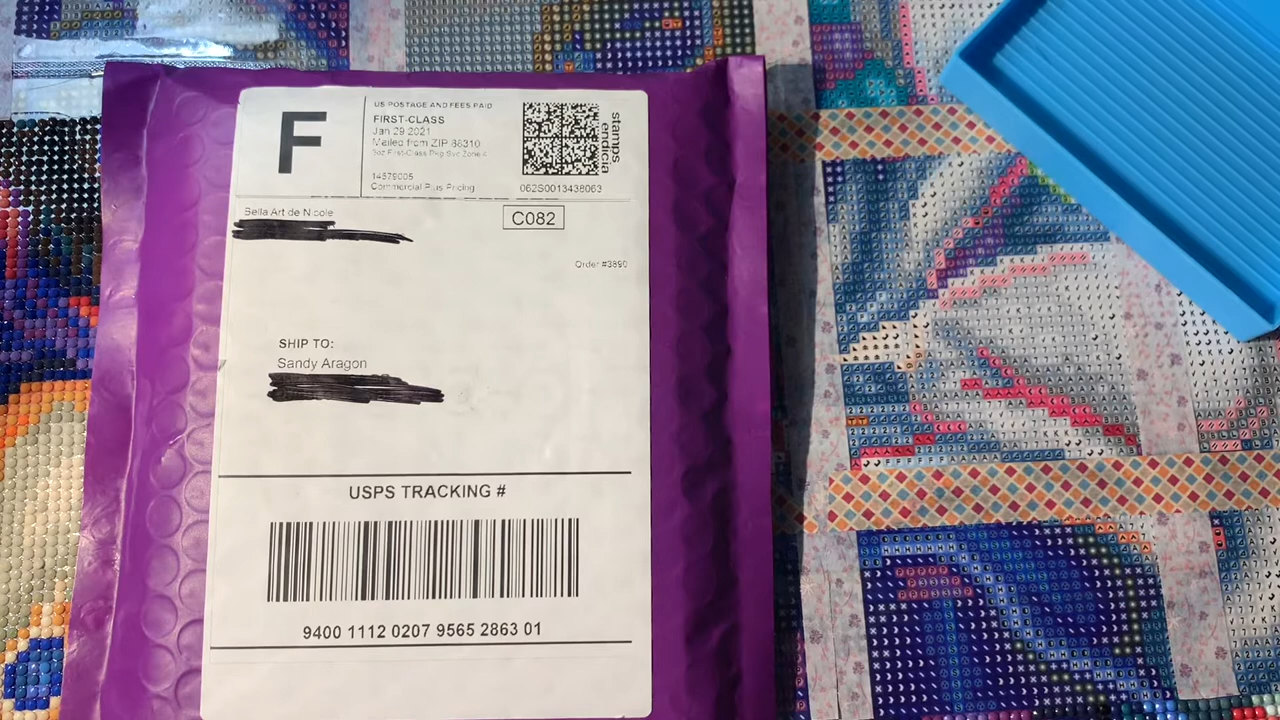 F
US POSTAGE AND FEES PAID
FIRST-CLASS
Jan 29 2021
Mailed from ZIP 86310
3oz First-Class Pkg Svc Zone 4
14579005
Commercial Plus Pricing
stamps
endicia
062S0013438063
Bella Art de Nicole
C082
Order #3890
SHIP TO:
Sandy Aragon
USPS TRACKING #
9400 1112 0207 9565 2863 01